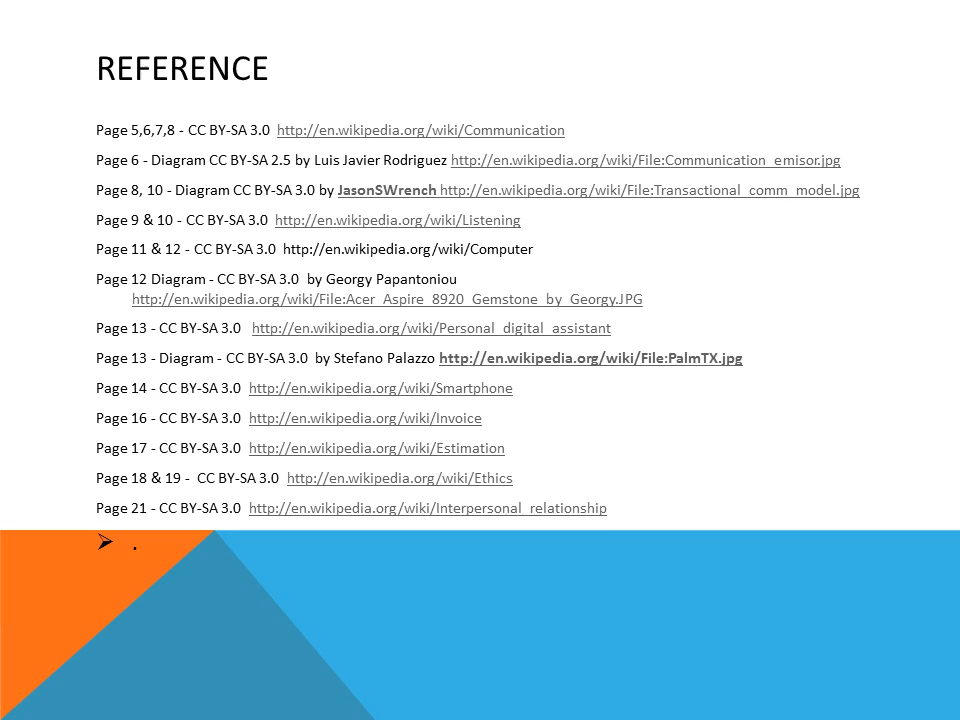 REFERENCE
Page 5,6,7,8 - CC BY-SA 3.0 http://en.wikipedia.org/wiki/Communication
Page 6 - Diagram CC BY-SA 2.5 by Luis Javier Rodriguez http://en.wikipedia.org/wiki/File:Communication_emisor.jpg
Page 8, 10 - Diagram CC BY-SA 3.0 by JasonSWrench http://en.wikipedia.org/wiki/File:Transactional_comm_model.jpg
Page 9 & 10 - CC BY-SA 3.0 http://en.wikipedia.org/wiki/Listening
Page 11 & 12 - CC BY-SA 3.0 http://en.wikipedia.org/wiki/Computer
Page 12 Diagram - CC BY-SA 3.0 by Georgy Papantoniou
http://en.wikipedia.org/wiki/File:Acer_Aspire_8920_Gemstone_by_Georgy.JPG
Page 13 - CC BY-SA 3.0 http://en.wikipedia.org/wiki/Personal_digital_assistant
Page 13 - Diagram - CC BY-SA 3.0 by Stefano Palazzo http://en.wikipedia.org/wiki/File:PalmTX.jpg
Page 14 - CC BY-SA 3.0 http://en.wikipedia.org/wiki/Smartphone
Page 16 - CC BY-SA 3.0 http://en.wikipedia.org/wiki/Invoice
Page 17 - CC BY-SA 3.0 http://en.wikipedia.org/wiki/Estimation
Page 18 & 19 - CC BY-SA 3.0 http://en.wikipedia.org/wiki/Ethics
Page 21 - CC BY-SA 3.0 http://en.wikipedia.org/wiki/Interpersonal_relationship
➢ .